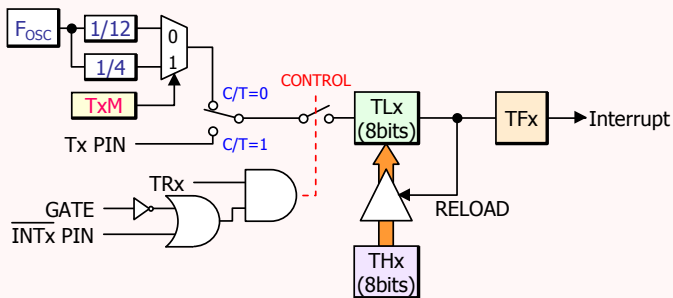 FOSC
1/12
0
1
1/4
TxM
C/T=0
CONTROL
TLx
(8bits)
TFx
Interrupt
Tx PIN
C/T=1
TRx
GATE
INTx PIN
RELOAD
THx
(8bits)